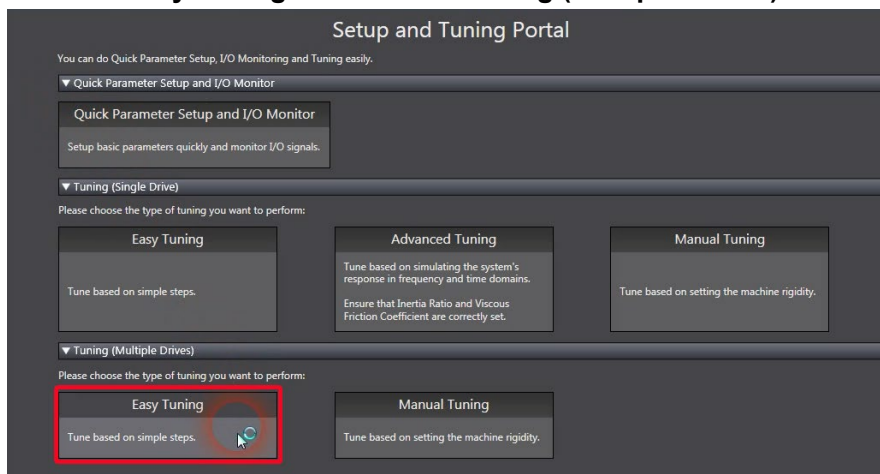 Setup and Tuning Portal
You can do Quick Parameter Setup, I/O Monitoring and Tuning easily.
▼ Quick Parameter Setup and I/O Monitor
Quick Parameter Setup and I/O Monitor
Setup basic parameters quickly and monitor I/O signals.
▼ Tuning (Single Drive)
Please choose the type of tuning you want to perform:
Easy Tuning
Tune based on simple steps.
Advanced Tuning
Tune based on simulating the system's
response in frequency and time domains.
Ensure that Inertia Ratio and Viscous
Friction Coefficient are correctly set.
Manual Tuning
Tune based on setting the machine rigidity.
▼ Tuning (Multiple Drives)
Please choose the type of tuning you want to perform:
Easy Tuning
Tune based on simple steps.
Manual Tuning
Tune based on setting the machine rigidity.